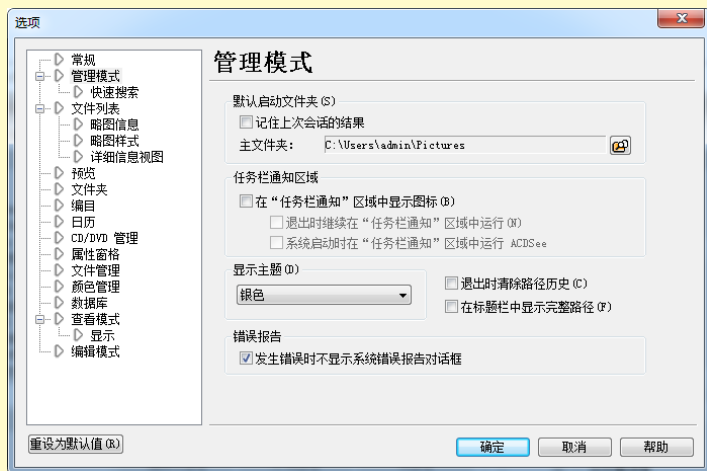 选项
常规
管理模式
快速搜索
文件列表
略图信息
略图样式
详细信息视图
预览
文件夹
编目
日历
CD/DVD 管理
属性窗格
文件管理
颜色管理
数据库
查看模式
显示
编辑模式
管理模式
默认启动文件夹(S)
记住上次会话的结果
主文件夹: C:\Users\admin\Pictures
任务栏通知区域
在“任务栏通知”区域中显示图标(B)
退出时继续在“任务栏通知”区域中运行(N)
系统启动时在“任务栏通知”区域中运行 ACDSee
显示主题(D)
银色
退出时清除路径历史(C)
在标题栏中显示完整路径(F)
错误报告
发生错误时不显示系统错误报告对话框
重设为默认值(R)
确定 取消 帮助